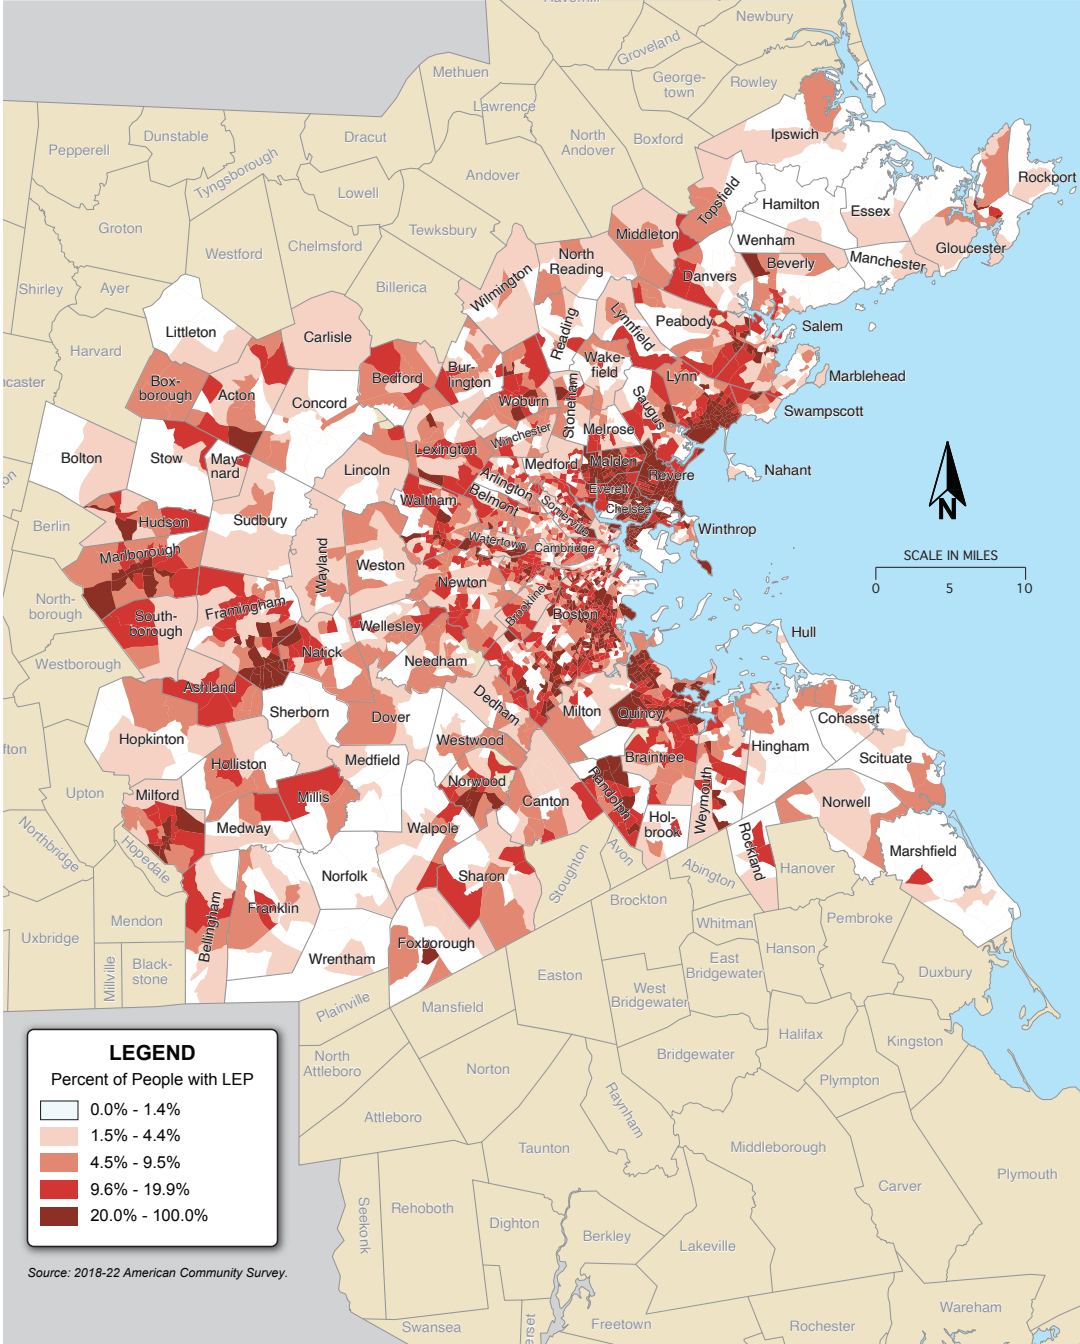 Newbury
Groveland
Methuen
George-
town
Rowley
Lawrence
Dunstable
Dracut
North
Andover
Boxford
Ipswich
Pepperell
Tyngsborough
Andover
Rockport
Lowell
Topsfield
Hamilton
Essex
Groton
Tewksbury
Middleton
Wenham
Gloucester
Westford
Chelmsford
North
Reading
Danvers
Beverly
Manchester
Shirley
Ayer
Billerica
Wilmington
Littleton
Carlisle
Reading
Lynnfield
Peabody
Salem
Harvard
Wake-
field
Box-
borough
Acton
Concord
Bedford
Bur-
lington
Woburn
Stoneham
Lynn
Saugus
Marblehead
Swampscott
Bolton
Stow
May-
nard
Lincoln
Lexington
Winchester
Melrose
Medford
Malden
Revere
Nahant
Arlington
Belmont
Waltham
Everett
Chelsea
Somerville
Berlin
Hudson
Sudbury
Winthrop
Marlborough
Wayland
Weston
Watertown
Cambridge
SCALE IN MILES
0 5 10
N
North-
borough
South-
borough
Framingham
Newton
Brookline
Boston
Wellesley
Natick
Hull
Westborough
Needham
Ashland
Sherborn
Dover
Dedham
Milton
Quincy
Cohasset
Hopkinton
Westwood
Hingham
Scituate
Medfield
Braintree
Holliston
Norwood
Weymouth
Upton
Milford
Millis
Canton
Randolph
Norwell
Medway
Walpole
Hol-
brook
Rockland
Northbridge
Hopedale
Avon
Marshfield
Norfolk
Sharon
Stoughton
Abington
Hanover
Franklin
Brockton
Bellingham
Mendon
Whitman
Pembroke
Uxbridge
Foxborough
Hanson
Wrentham
East
Bridgewater
Millville
Black-
stone
Easton
Duxbury
West
Bridgewater
Plainville
Mansfield
Halifax
Kingston
North
Attleboro
Norton
Bridgewater
Plympton
Attleboro
Raynham
Taunton
Middleborough
Plymouth
Carver
Seekonk
Rehoboth
Dighton
Berkley
Lakeville
Wareham
Swansea
Freetown
Rochester
LEGEND
Percent of People with LEP
0.0% - 1.4%
1.5% - 4.4%
4.5% - 9.5%
9.6% - 19.9%
20.0% - 100.0%
Source: 2018-22 American Community Survey.